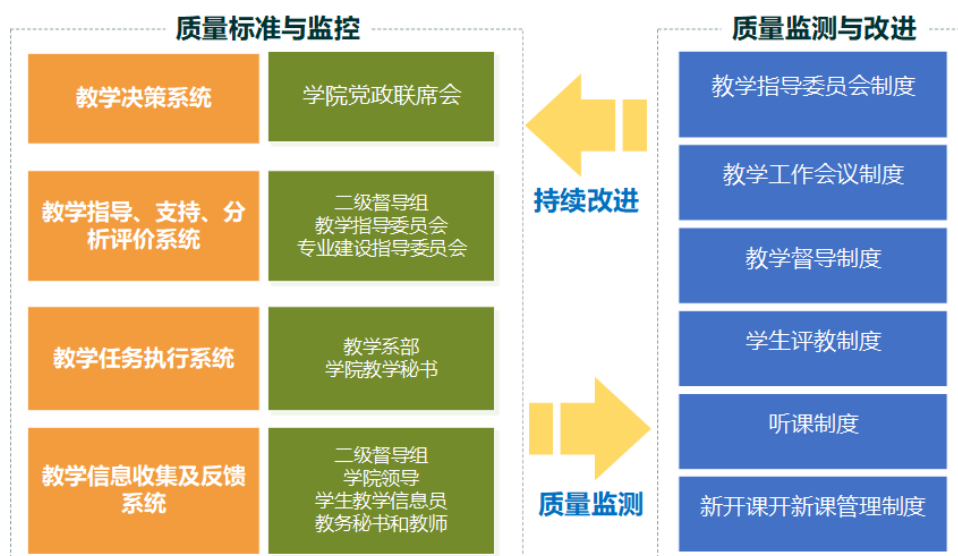 质量标准与监控
教学决策系统
学院党政联席会
教学指导、支持、分
析评价系统
二级督导组
教学指导委员会
专业建设指导委员会
教学任务执行系统
教学系部
学院教学秘书
教学信息收集及反馈
系统
二级督导组
学院领导
学生教学信息员
教务秘书和教师
持续改进
质量监测
质量监测与改进
教学指导委员会制度
教学工作会议制度
教学督导制度
学生评教制度
听课制度
新开课开新课管理制度